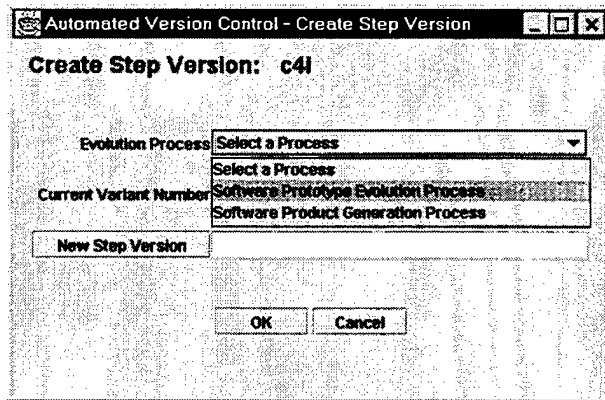 Automated Version Control - Create Step Version
Create Step Version: c4i
Evolution Process Select a Process
Select a Process
Current Variant Number Software Prototype Evolution Process
Software Product Generation Process
New Step Version
OK Cancel